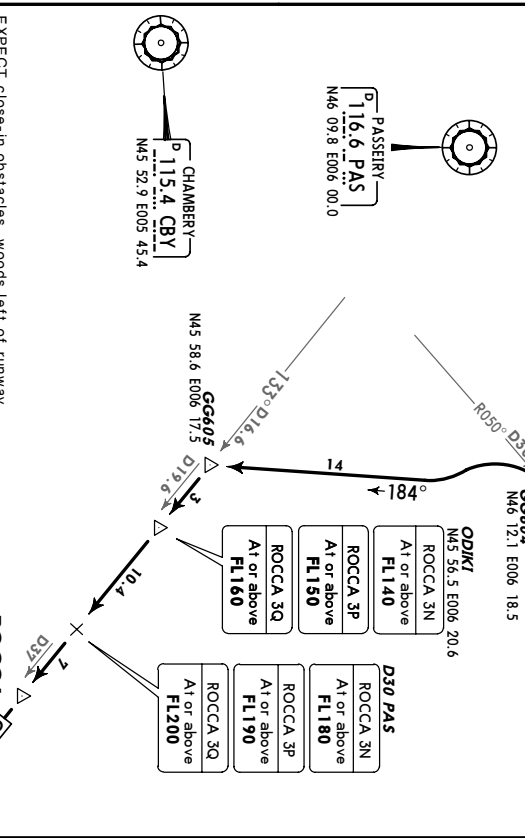 PASSEIRY
D 116.6 PAS
N46 09.8 E006 00.0
CHAMBERY
D 115.4 CBY
N45 52.9 E005 45.4
R050°
N46 12.1 E006 18.5
14
184°
133° D16.6
GG605
N45 58.6 E006 17.5
D19.6
3
ODIKI
N45 56.5 E006 20.6
ROCCA 3N
At or above
FL140
ROCCA 3P
At or above
FL150
ROCCA 3Q
At or above
FL160
10.4
D30 PAS
ROCCA 3N
At or above
FL180
ROCCA 3P
At or above
FL190
ROCCA 3Q
At or above
FL200
7
D37
EXPECT close-in obstacles, woods left of runway